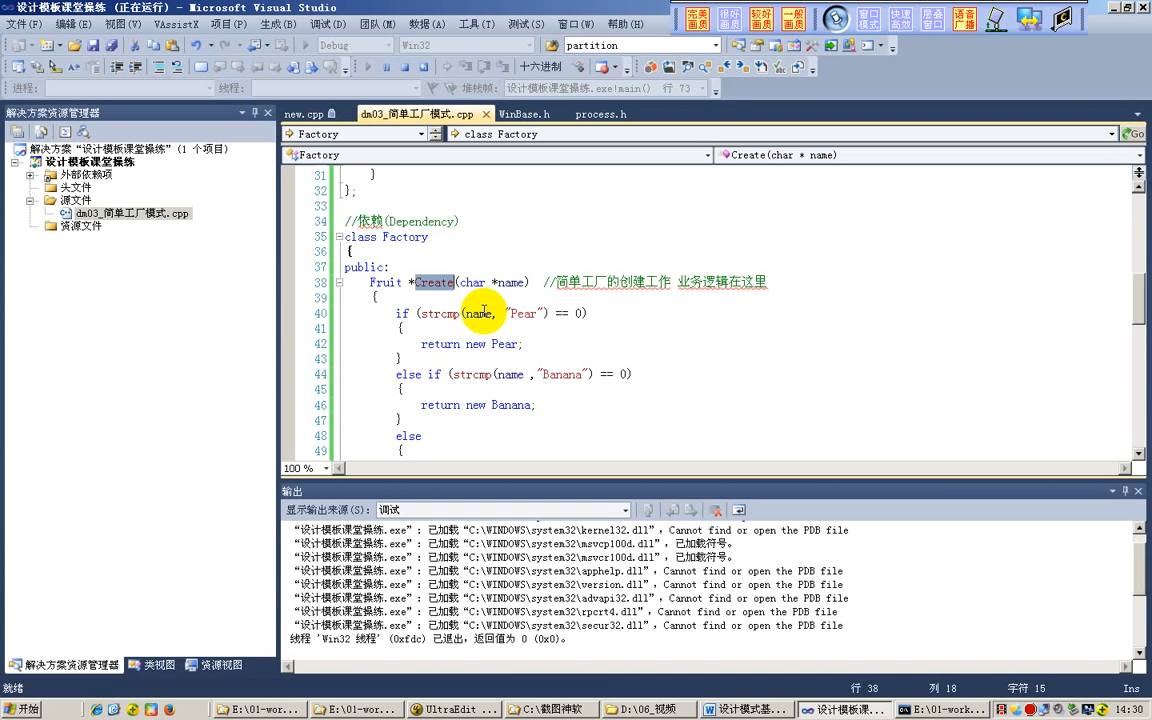 设计模板课堂操练 (正在运行) - Microsoft Visual Studio
完美画质 很好画质 较好画质 一般画质 窗口模式 快速高效 层叠窗口 语音广播
文件(F) 编辑(E) 视图(V) VAssistX 项目(P) 生成(B) 调试(D) 团队(M) 数据(A) 工具(T) 测试(S) 窗口(W) 帮助(H)
Debug Win32 partition
十六进制
进程: 线程: 堆栈帧: 设计模板课堂操练.exe!main() 行 73
解决方案资源管理器
new.cpp dm03_简单工厂模式.cpp WinBase.h process.h
Factory class Factory Go
Factory Create(char * name)
解决方案“设计模板课堂操练”(1 个项目)
设计模板课堂操练
外部依赖项
头文件
源文件
dm03_简单工厂模式.cpp
资源文件
31 }
32 };
33
34 //依赖(Dependency)
35 class Factory
36 {
37 public:
38 Fruit *Create(char *name) //简单工厂的创建工作 业务逻辑在这里
39 {
40 if (strcmp(name, "Pear") == 0)
41 {
42 return new Pear;
43 }
44 else if (strcmp(name ,"Banana") == 0)
45 {
46 return new Banana;
47 }
48 else
49 {
100 %
输出
显示输出来源(S): 调试
“设计模板课堂操练.exe”: 已加载“C:\WINDOWS\system32\kernel32.dll”, Cannot find or open the PDB file
“设计模板课堂操练.exe”: 已加载“C:\WINDOWS\system32\msvcp100d.dll”, 已加载符号。
“设计模板课堂操练.exe”: 已加载“C:\WINDOWS\system32\msvcr100d.dll”, 已加载符号。
“设计模板课堂操练.exe”: 已加载“C:\WINDOWS\system32\apphelp.dll”, Cannot find or open the PDB file
“设计模板课堂操练.exe”: 已加载“C:\WINDOWS\system32\version.dll”, Cannot find or open the PDB file
“设计模板课堂操练.exe”: 已加载“C:\WINDOWS\system32\advapi32.dll”, Cannot find or open the PDB file
“设计模板课堂操练.exe”: 已加载“C:\WINDOWS\system32\rpcrt4.dll”, Cannot find or open the PDB file
“设计模板课堂操练.exe”: 已加载“C:\WINDOWS\system32\secur32.dll”, Cannot find or open the PDB file
线程 'Win32 线程' (0xfdc) 已退出，返回值为 0 (0x0)。
解决方案资源管理器 类视图 资源视图
就绪 行 38 列 18 字符 15 Ins
开始 E:\01-wor... E:\01-wor... UltraEdit ... C:\截图神软 D:\06_视频 设计模式基... 设计模板课... E:\01-work... 14:30